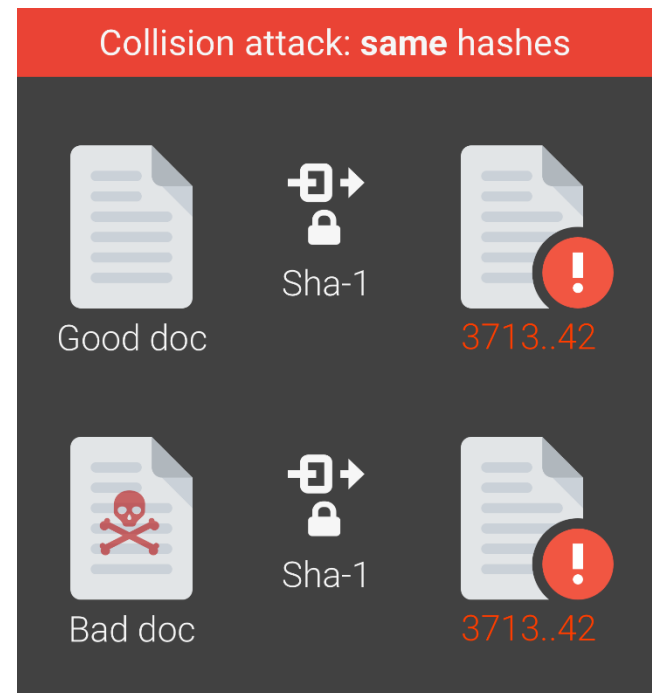 Collision attack: same hashes
Sha-1
Good doc
3713..42
Sha-1
Bad doc
3713..42